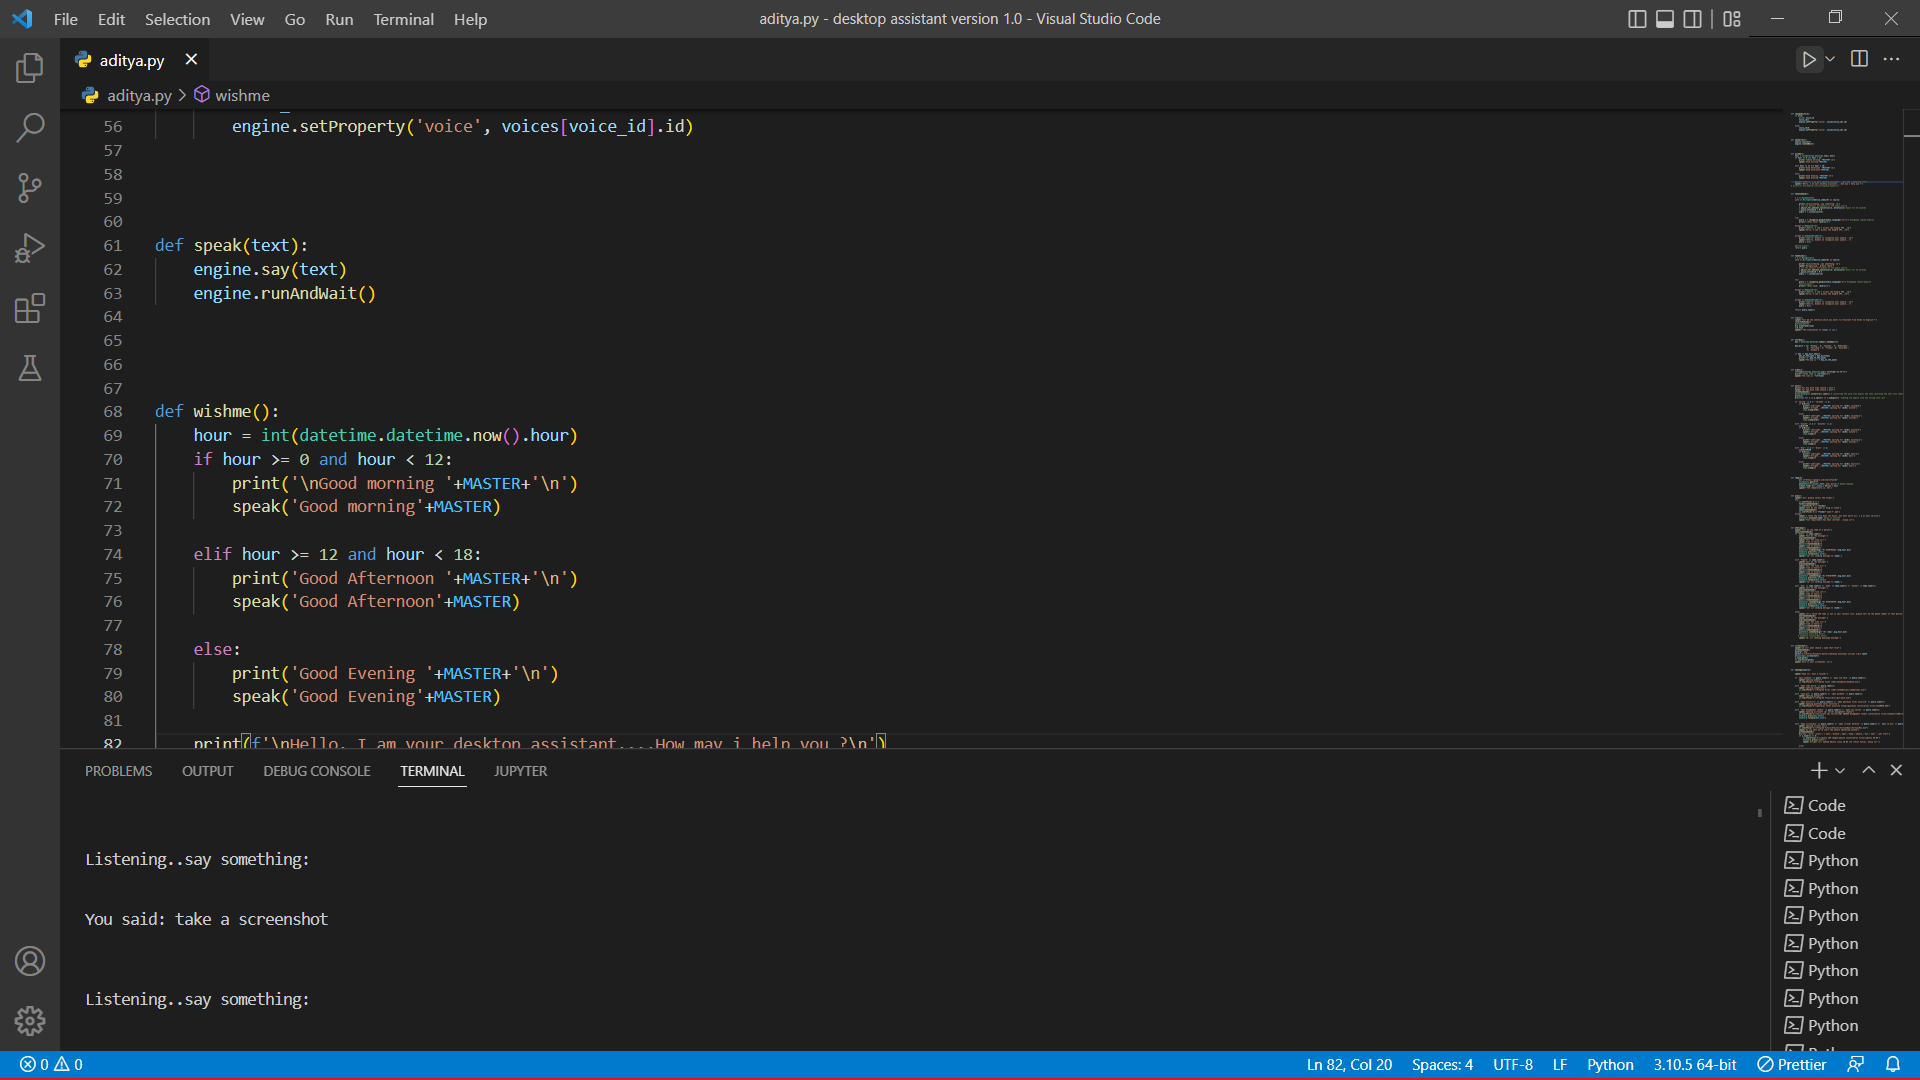 File Edit Selection View Go Run Terminal Help
aditya.py - desktop assistant version 1.0 - Visual Studio Code
aditya.py
aditya.py > wishme
56 engine.setProperty('voice', voices[voice_id].id)
57
58
59
60
61 def speak(text):
62 engine.say(text)
63 engine.runAndWait()
64
65
66
67
68 def wishme():
69 hour = int(datetime.datetime.now().hour)
70 if hour >= 0 and hour < 12:
71 print('\nGood morning '+MASTER+'\n')
72 speak('Good morning'+MASTER)
73
74 elif hour >= 12 and hour < 18:
75 print('Good Afternoon '+MASTER+'\n')
76 speak('Good Afternoon'+MASTER)
77
78 else:
79 print('Good Evening '+MASTER+'\n')
80 speak('Good Evening'+MASTER)
81
82 print(f'\nHello, I am your desktop assistant....How may i help you ?\n')
PROBLEMS OUTPUT DEBUG CONSOLE TERMINAL JUPYTER
Listening..say something:
You said: take a screenshot
Listening..say something:
Code
Code
Python
Python
Python
Python
Python
Python
Python
0 0
Ln 82, Col 20 Spaces: 4 UTF-8 LF Python 3.10.5 64-bit Prettier